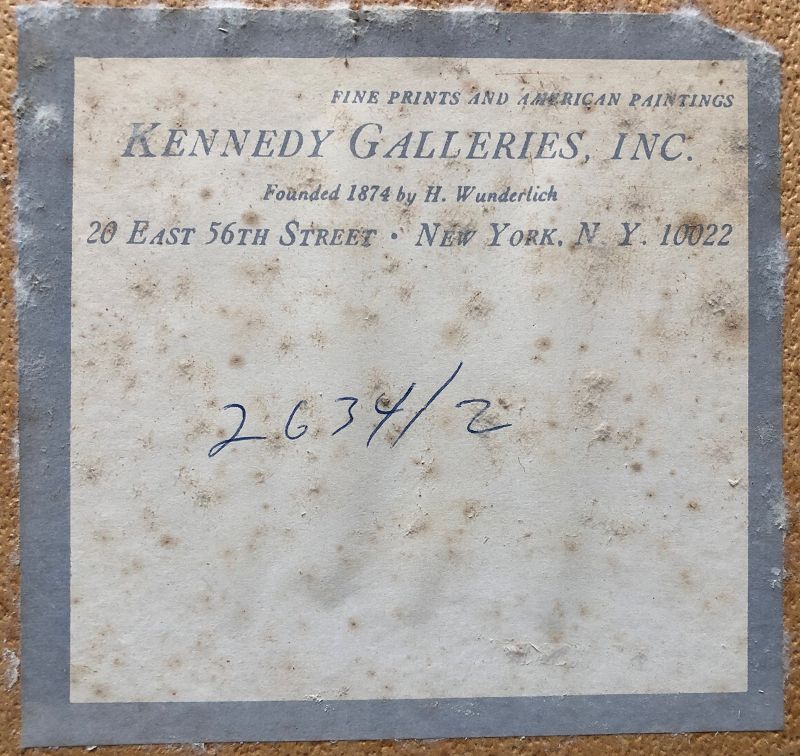 FINE PRINTS AND AMERICAN PAINTINGS
KENNEDY GALLERIES, INC.
Founded 1874 by H. Wunderlich
20 EAST 56TH STREET · NEW YORK, N. Y. 10022
2634/2